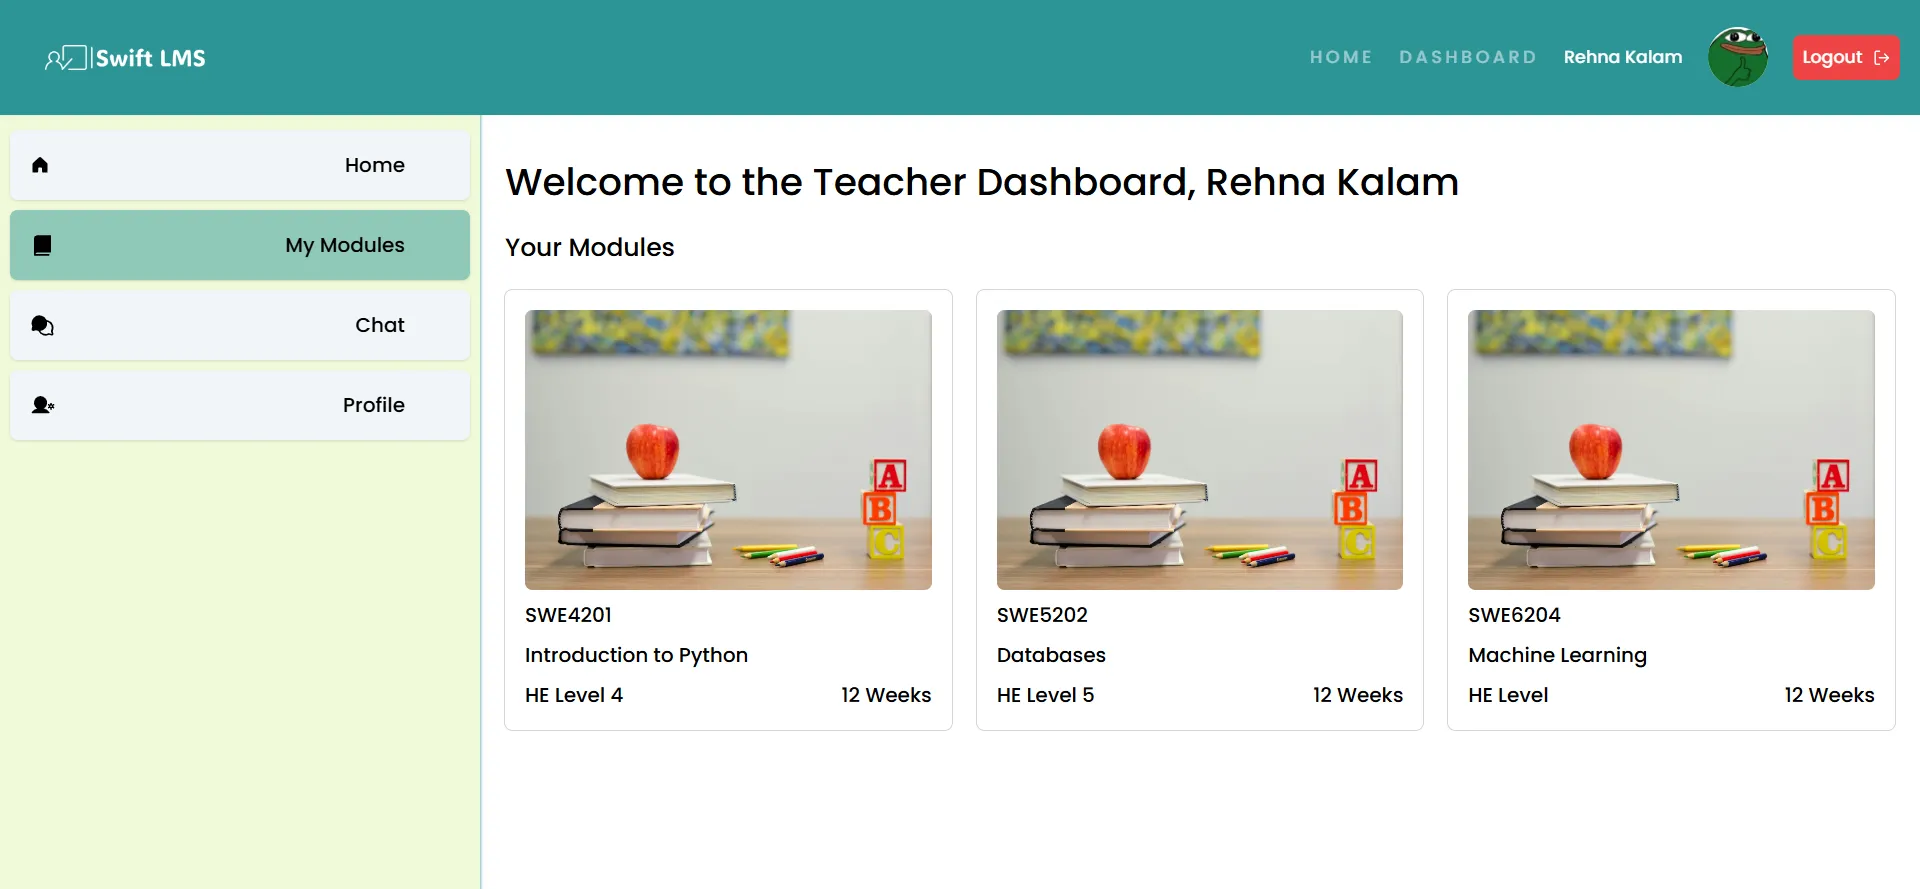 Swift LMS
HOME DASHBOARD Rehna Kalam Logout
Home
My Modules
Chat
Profile
Welcome to the Teacher Dashboard, Rehna Kalam
Your Modules
A
B
C
SWE4201
Introduction to Python
HE Level 4 12 Weeks
A
B
C
SWE5202
Databases
HE Level 5 12 Weeks
A
B
C
SWE6204
Machine Learning
HE Level 12 Weeks